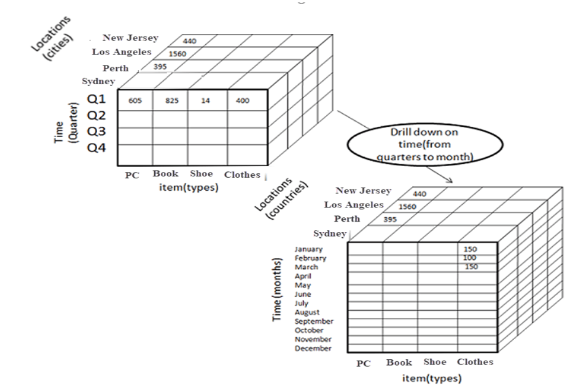 Locations
(cities)
New Jersey 440
Los Angeles 1560
Perth 395
Sydney
Time
(Quarter)
Q1 605 825 14 400
Q2
Q3
Q4
PC Book Shoe Clothes
item(types)
Drill down on
time(from
quarters to month)
Locations
(countries)
New Jersey 440
Los Angeles 1560
Perth 395
Sydney
Time(months)
January 150
February 100
March 150
April
May
June
July
August
September
October
November
December
PC Book Shoe Clothes
item(types)